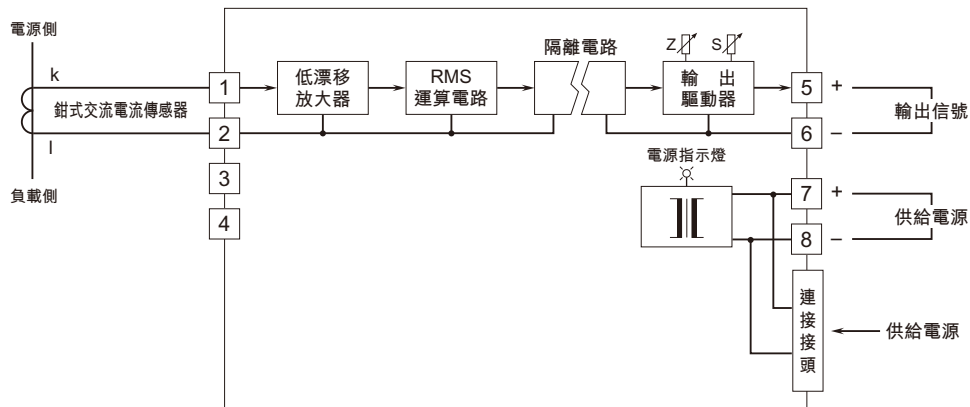 電源側
k
鉗式交流電流傳感器
l
負載側
1
2
3
4
低漂移
放大器
RMS
運算電路
隔離電路
Z
S
輸出
驅動器
電源指示燈
5
+
6
–
輸出信號
7
+
8
–
供給電源
連接接頭
供給電源